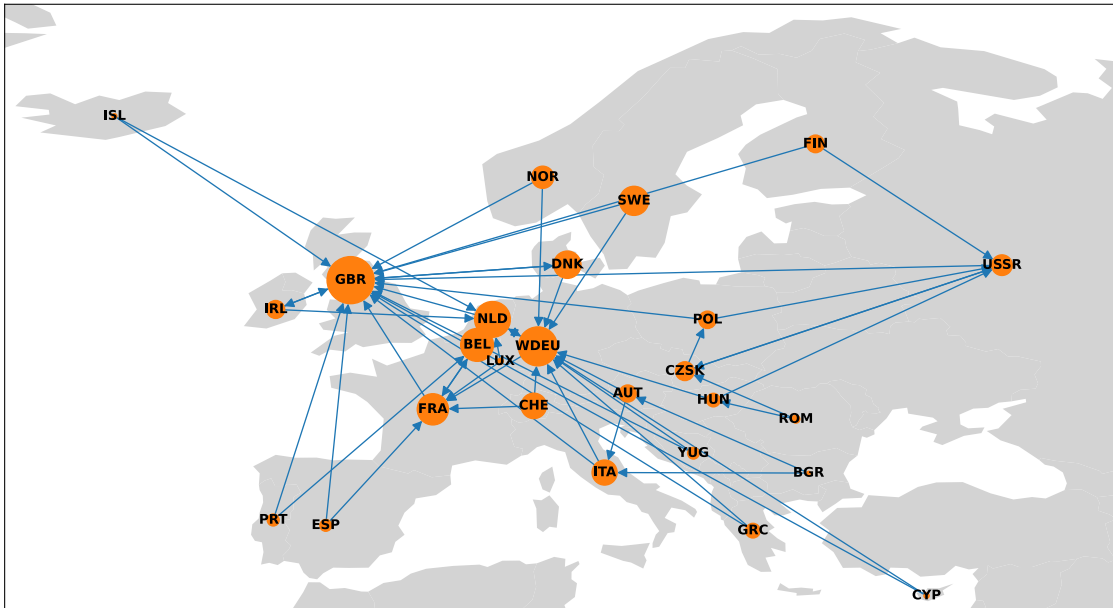 ISL
FIN
NOR
SWE
DNK
USSR
GBR
IRL
NLD
POL
BEL
WDEU
LUX
CZSK
AUT
HUN
FRA
CHE
ROM
YUG
ITA
BGR
PRT
ESP
GRC
CYP